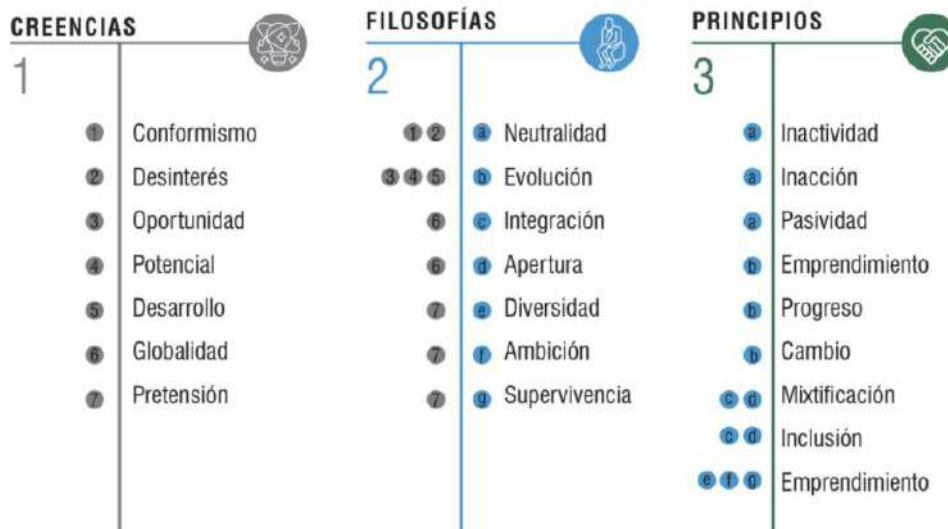 CREENCIAS
1
1 Conformismo
2 Desinterés
3 Oportunidad
4 Potencial
5 Desarrollo
6 Globalidad
7 Pretensión
FILOSOFÍAS
2
1 2 a Neutralidad
3 4 5 b Evolución
6 c Integración
6 d Apertura
7 e Diversidad
7 f Ambición
7 g Supervivencia
PRINCIPIOS
3
a Inactividad
a Inacción
a Pasividad
b Emprendimiento
b Progreso
b Cambio
c d Mixtificación
c d Inclusión
e f g Emprendimiento